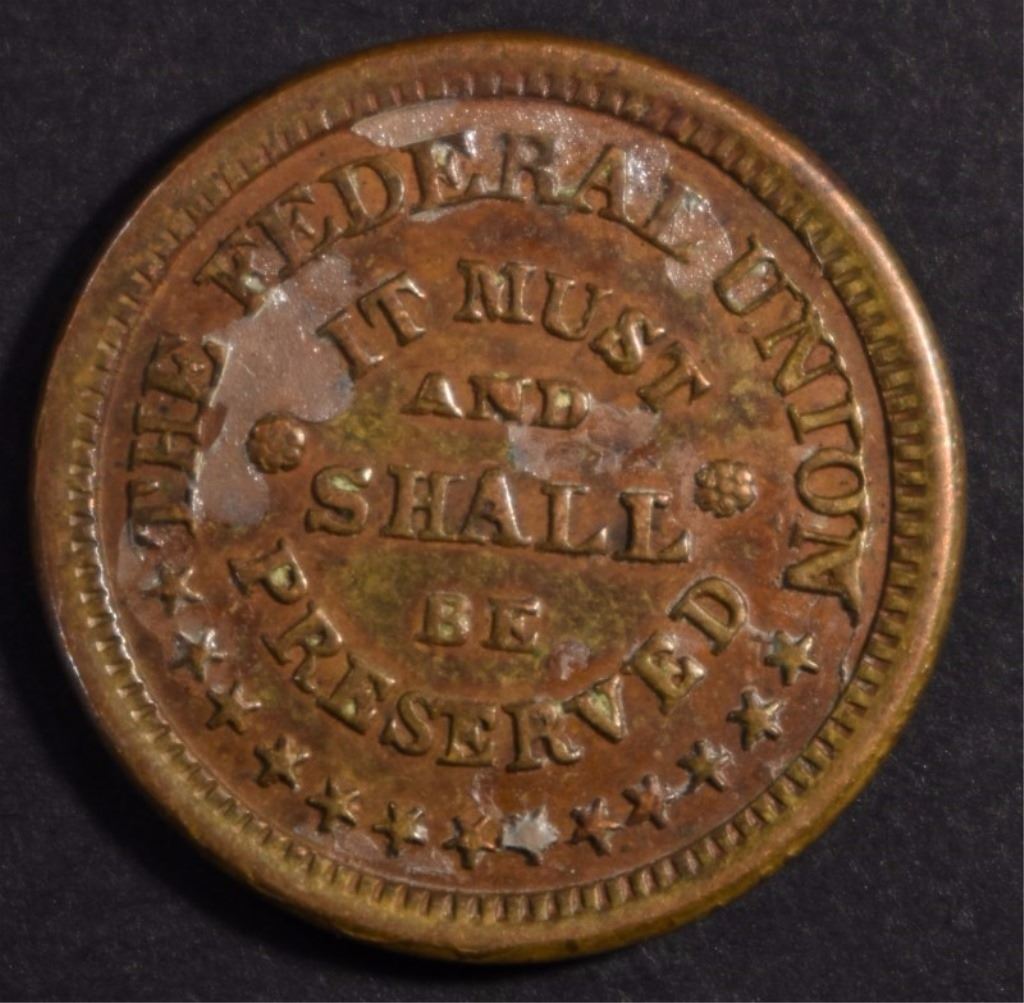 THE FEDERAL UNION
IT MUST
AND
SHALL
BE
PRESERVED